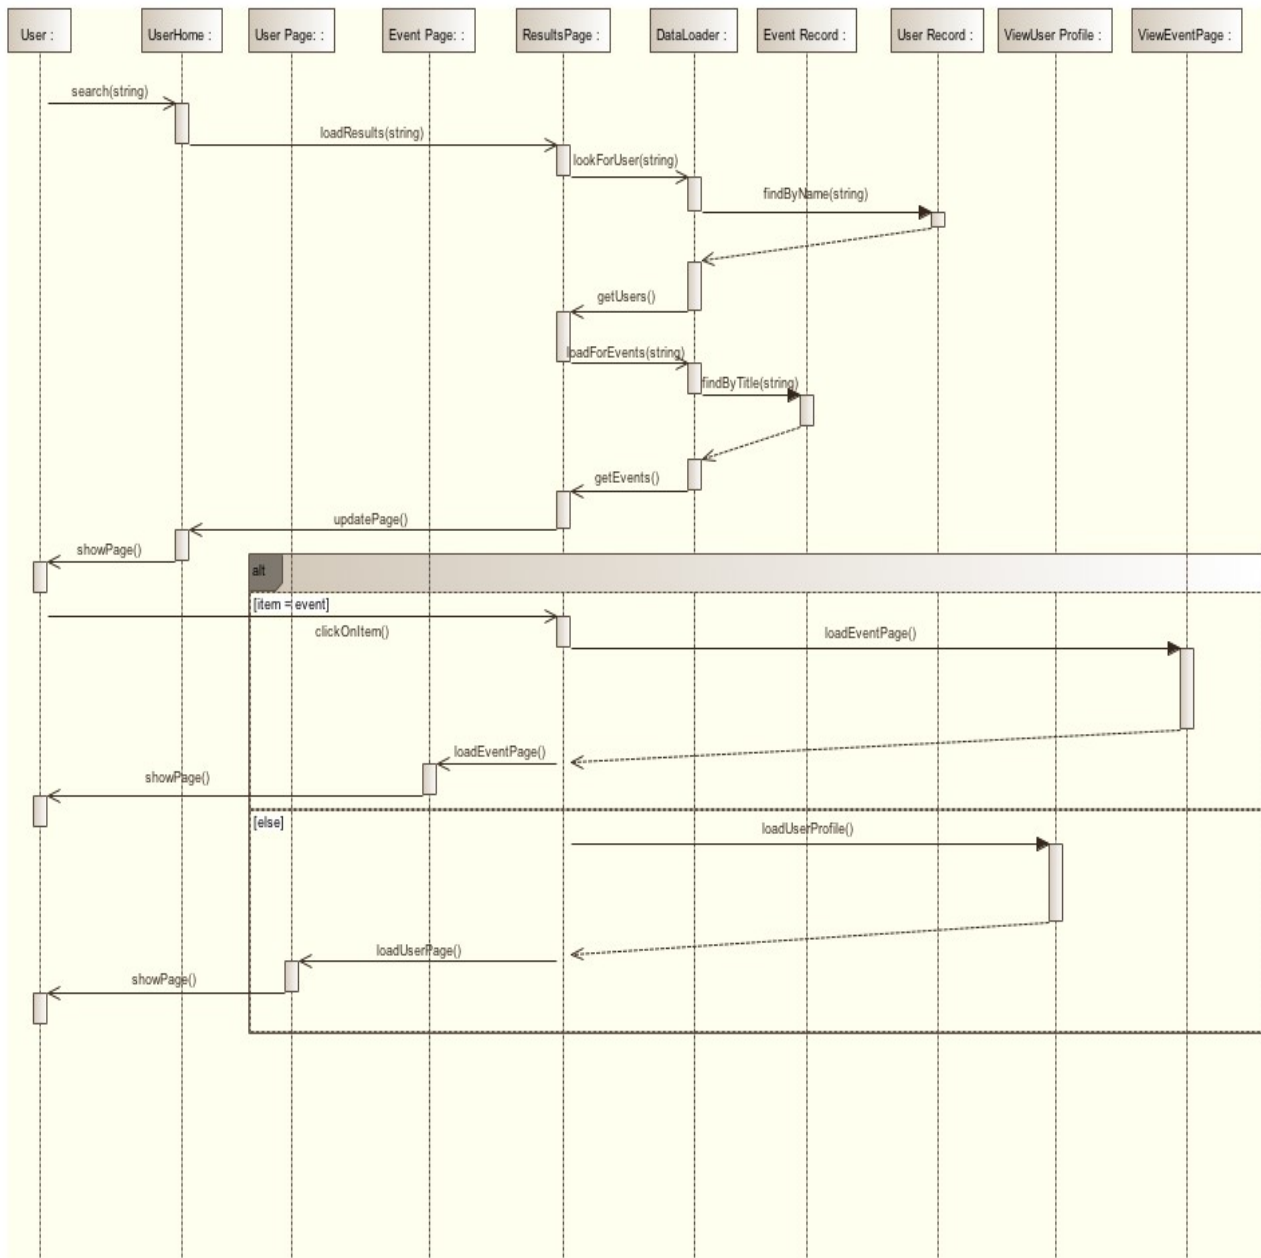 User :
UserHome :
User Page: :
Event Page: :
ResultsPage :
DataLoader :
Event Record :
User Record :
ViewUser Profile :
ViewEventPage :
search(string)
loadResults(string)
lookForUser(string)
findByName(string)
getUsers()
loadForEvents(string)
findByTitle(string)
getEvents()
updatePage()
showPage()
alt
[item = event]
clickOnItem()
loadEventPage()
loadEventPage()
showPage()
[else]
loadUserProfile()
loadUserPage()
showPage()